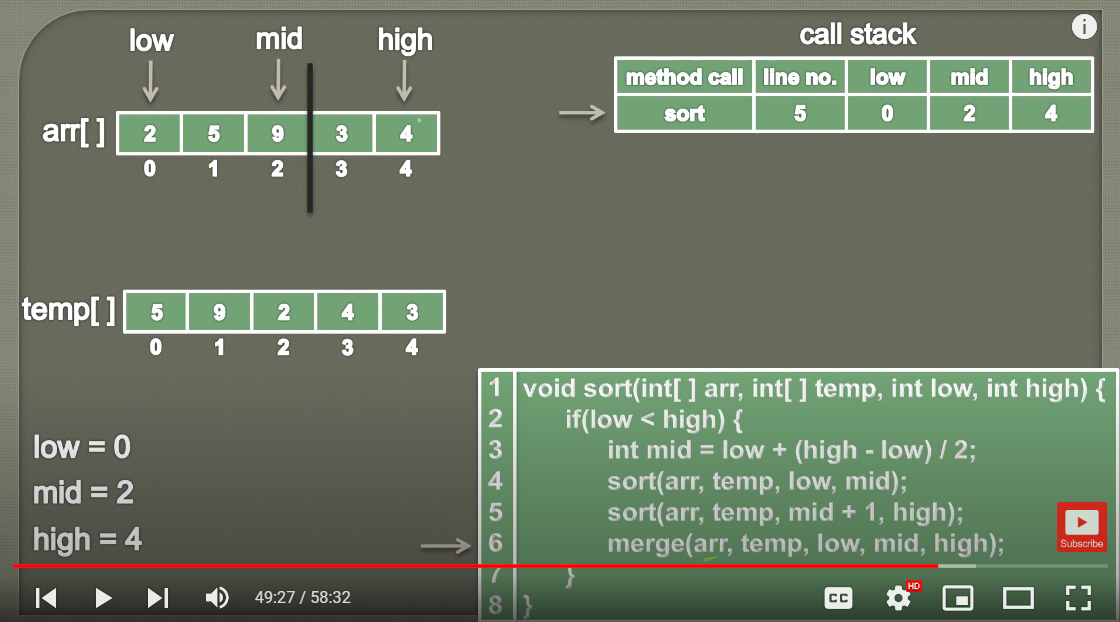 low mid high
arr[ ] 2 5 9 3 4
0 1 2 3 4
call stack
method call line no. low mid high
sort 5 0 2 4
temp[ ] 5 9 2 4 3
0 1 2 3 4
low = 0
mid = 2
high = 4
1 void sort(int[ ] arr, int[ ] temp, int low, int high) {
2 if(low < high) {
3 int mid = low + (high - low) / 2;
4 sort(arr, temp, low, mid);
5 sort(arr, temp, mid + 1, high);
6 merge(arr, temp, low, mid, high);
7 }
8 }
Subscribe
49:27 / 58:32
CC HD
i